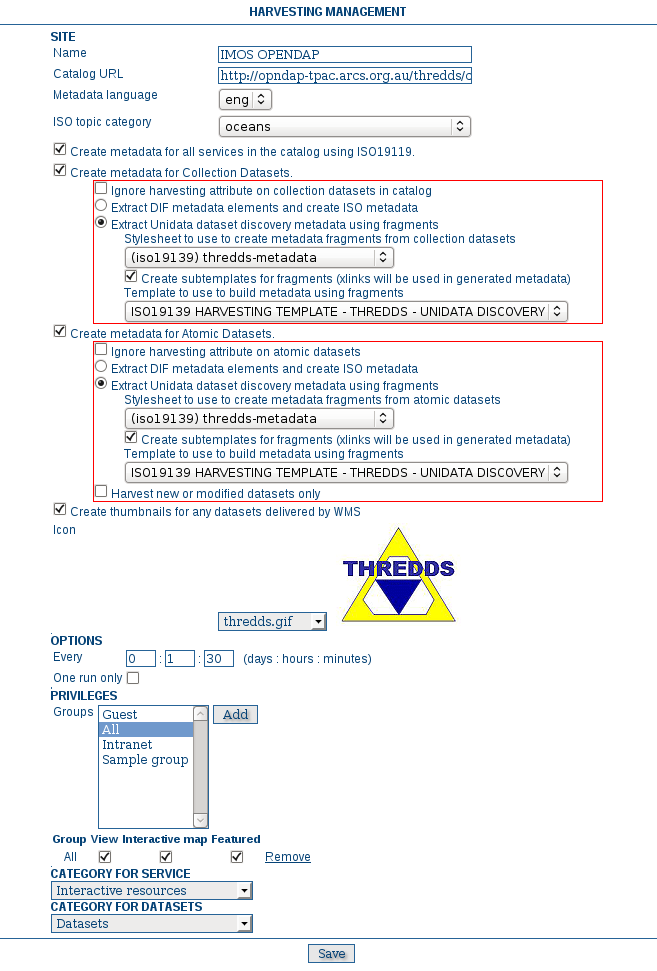 HARVESTING MANAGEMENT
SITE
Name IMOS OPENDAP
Catalog URL http://opndap-tpac.arcs.org.au/thredds/c
Metadata language eng
ISO topic category oceans
Create metadata for all services in the catalog using ISO19119.
Create metadata for Collection Datasets.
Ignore harvesting attribute on collection datasets in catalog
Extract DIF metadata elements and create ISO metadata
Extract Unidata dataset discovery metadata using fragments
Stylesheet to use to create metadata fragments from collection datasets
(iso19139) thredds-metadata
Create subtemplates for fragments (xlinks will be used in generated metadata)
Template to use to build metadata using fragments
ISO19139 HARVESTING TEMPLATE - THREDDS - UNIDATA DISCOVERY
Create metadata for Atomic Datasets.
Ignore harvesting attribute on atomic datasets
Extract DIF metadata elements and create ISO metadata
Extract Unidata dataset discovery metadata using fragments
Stylesheet to use to create metadata fragments from atomic datasets
(iso19139) thredds-metadata
Create subtemplates for fragments (xlinks will be used in generated metadata)
Template to use to build metadata using fragments
ISO19139 HARVESTING TEMPLATE - THREDDS - UNIDATA DISCOVERY
Harvest new or modified datasets only
Create thumbnails for any datasets delivered by WMS
Icon
THREDDS
thredds.gif
OPTIONS
Every 0 : 1 : 30 (days : hours : minutes)
One run only
PRIVILEGES
Groups Guest Add
All
Intranet
Sample group
Group View Interactive map Featured
All Remove
CATEGORY FOR SERVICE
Interactive resources
CATEGORY FOR DATASETS
Datasets
Save